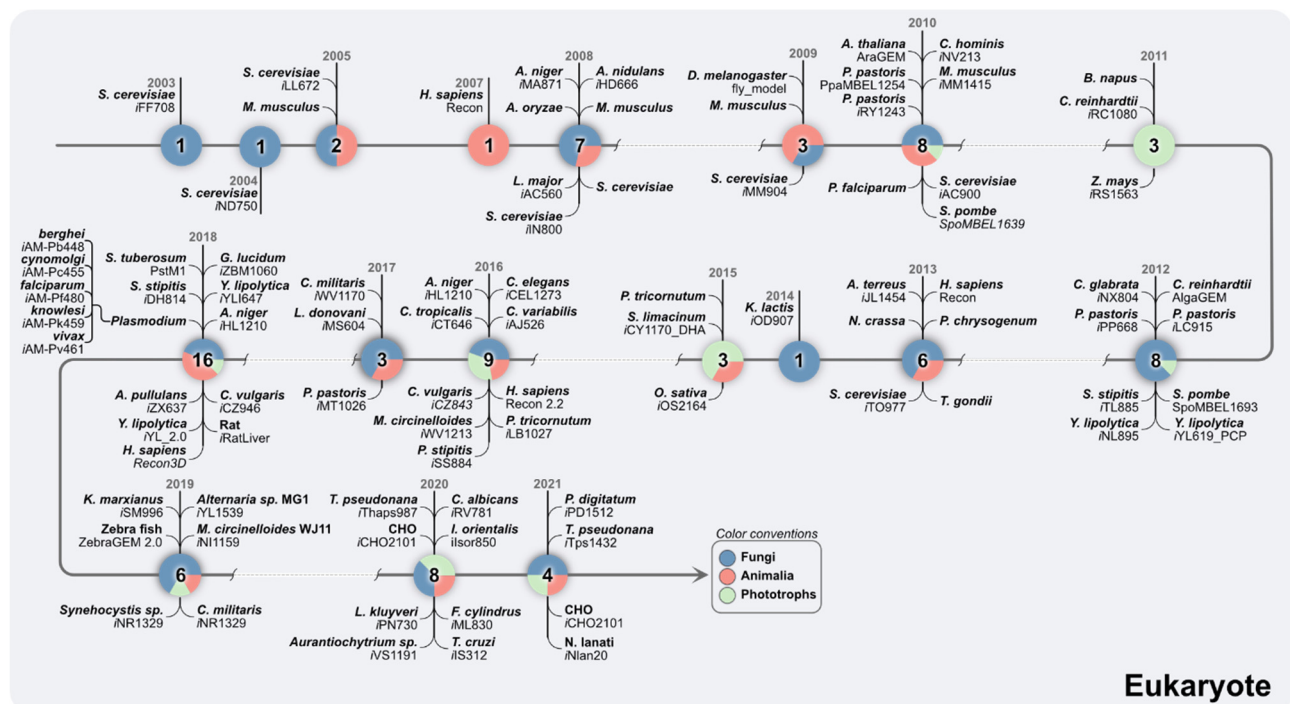 2003
S. cerevisiae
iFF708
1
1
2004
S. cerevisiae
iND750
2005
S. cerevisiae
iLL672
M. musculus
2
2007
H. sapiens
Recon
1
2008
A. niger
iMA871
A. nidulans
iHD666
A. oryzae
M. musculus
7
L. major
iAC560
S. cerevisiae
S. cerevisiae
iIN800
2009
D. melanogaster
fly_model
M. musculus
3
S. cerevisiae
iMM904
2010
A. thaliana
AraGEM
C. hominis
iNV213
P. pastoris
PpaMBEL1254
M. musculus
iMM1415
P. pastoris
iRY1243
8
P. falciparum
S. cerevisiae
iAC900
S. pombe
SpoMBEL1639
2011
B. napus
C. reinhardtii
iRC1080
3
Z. mays
iRS1563
berghei
iAM-Pb448
cynomolgi
iAM-Pc455
falciparum
iAM-Pf480
knowlesi
iAM-Pk459
vivax
iAM-Pv461
2018
S. tuberosum
PstM1
G. lucidum
iZBM1060
S. stipitis
iDH814
Y. lipolytica
iYLI647
Plasmodium
A. niger
iHL1210
16
A. pullulans
iZX637
C. vulgaris
iCZ946
Y. lipolytica
iYL_2.0
Rat
iRatLiver
H. sapiens
Recon3D
2017
C. militaris
iWV1170
L. donovani
iMS604
3
P. pastoris
iMT1026
2016
A. niger
iHL1210
C. elegans
iCEL1273
C. tropicalis
iCT646
C. variabilis
iAJ526
9
C. vulgaris
iCZ843
H. sapiens
Recon 2.2
M. circinelloides
iWV1213
P. tricornutum
iLB1027
P. stipitis
iSS884
2015
P. tricornutum
S. limacinum
iCY1170_DHA
3
O. sativa
iOS2164
2014
K. lactis
iOD907
1
2013
A. terreus
iJL1454
H. sapiens
Recon
N. crassa
P. chrysogenum
6
S. cerevisiae
iTO977
T. gondii
2012
C. glabrata
iNX804
C. reinhardtii
AlgaGEM
P. pastoris
iPP668
P. pastoris
iLC915
8
S. stipitis
iTL885
S. pombe
SpoMBEL1693
Y. lipolytica
iNL895
Y. lipolytica
iYL619_PCP
2019
K. marxianus
iSM996
Alternaria sp. MG1
iYL1539
Zebra fish
ZebraGEM 2.0
M. circinelloides WJ11
iNI1159
6
Synehocystis sp.
iNR1329
C. militaris
iNR1329
2020
T. pseudonana
iThaps987
C. albicans
iRV781
CHO
iCHO2101
I. orientalis
iIsor850
8
L. kluyveri
iPN730
F. cylindrus
iML830
Aurantiochytrium sp.
iVS1191
T. cruzi
iIS312
2021
P. digitatum
iPD1512
T. pseudonana
iTps1432
4
CHO
iCHO2101
N. lanati
iNlan20
Color conventions
Fungi
Animalia
Phototrophs
Eukaryote